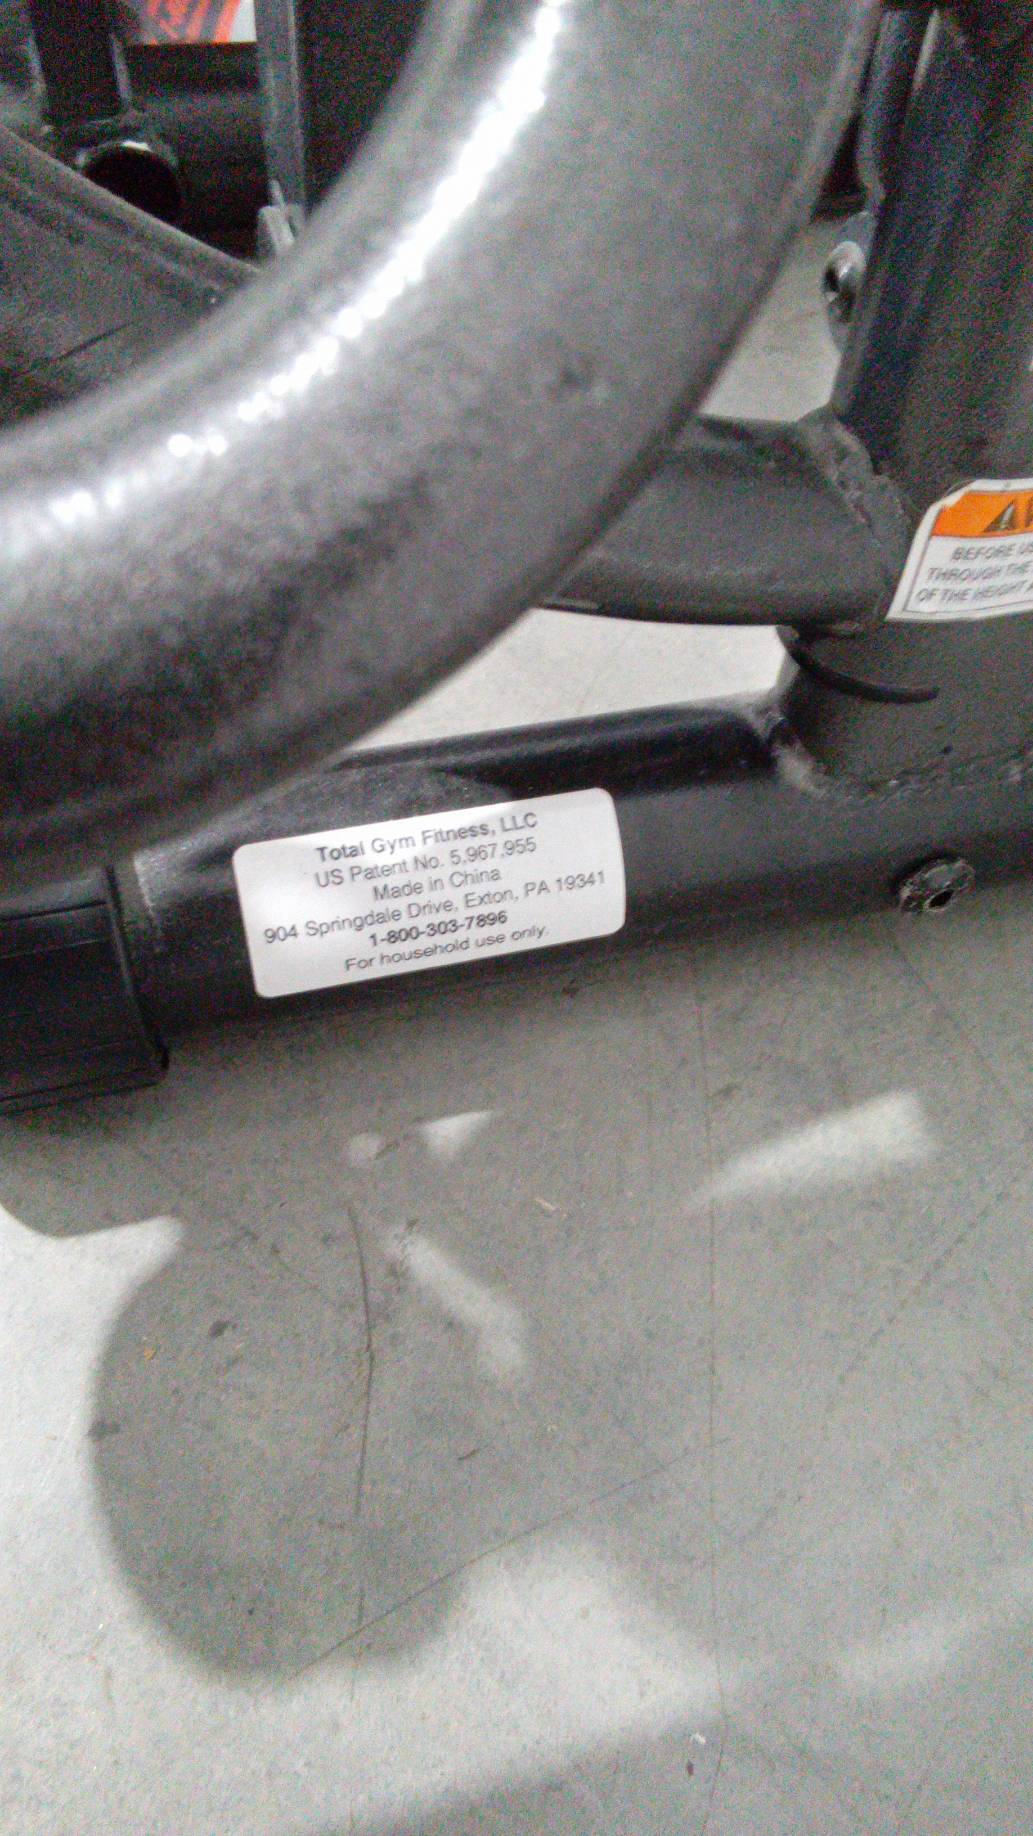 Total Gym Fitness, LLC
US Patent No. 5,967,955
Made in China
904 Springdale Drive, Exton, PA 19341
1-800-303-7896
For household use only.
BEFORE
THROUGH THE
OF THE HEIGHT